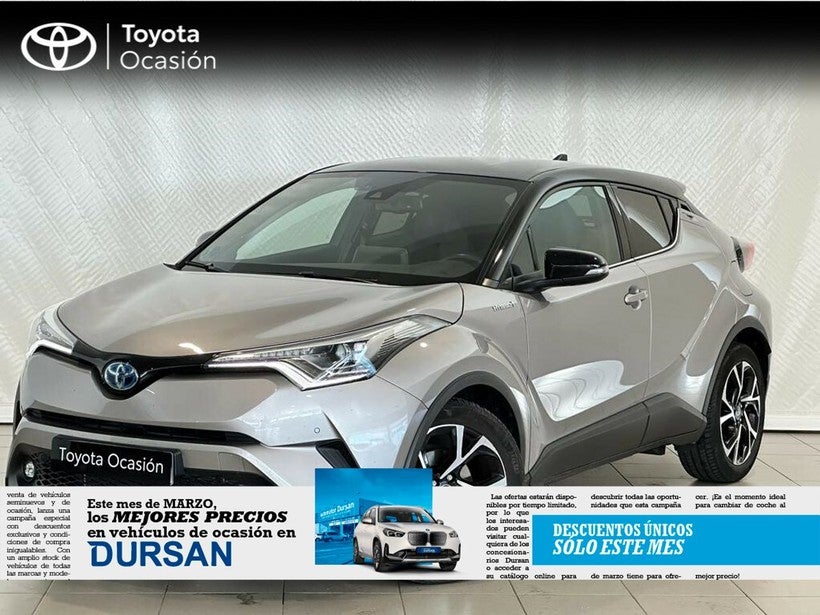 Toyota
Ocasión
Hybrid
Toyota Ocasión
venta de vehículos
seminuevos y de
ocasión, lanza una
campaña especial
con descuentos
exclusivos y condi-
ciones de compra
inigualables. Con
un amplio stock de
vehículos de todas
las marcas y mode-
Este mes de MARZO,
los MEJORES PRECIOS
en vehículos de ocasión en
DURSAN
Dursan
Las ofertas estarán dispo-
nibles por tiempo limitado,
por lo que
los interesa-
dos pueden
visitar cual-
quiera de los
concesiona-
rios Dursan
o acceder a
su catálogo online para
descubrir todas las oportu-
nidades que esta campaña
de marzo tiene para ofre-
cer. ¡Es el momento ideal
para cambiar de coche al
mejor precio!
DESCUENTOS ÚNICOS
SÓLO ESTE MES